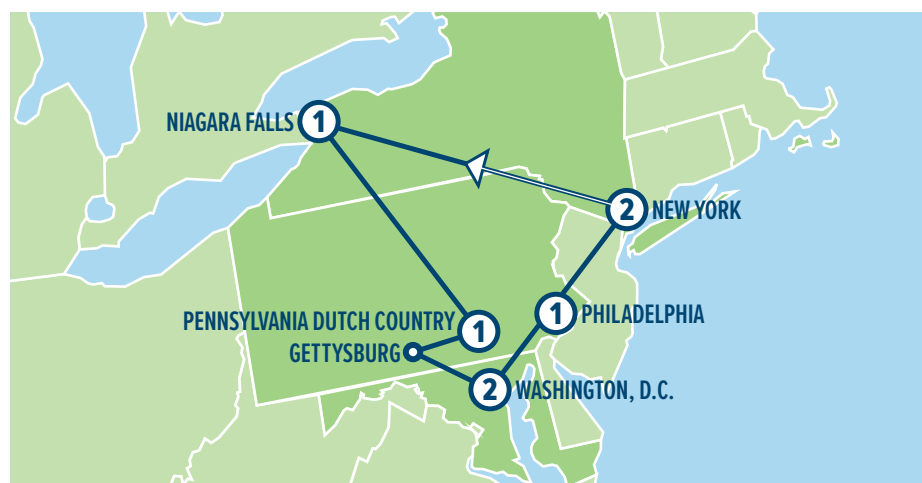 NIAGARA FALLS 1
2 NEW YORK
1 PHILADELPHIA
PENNSYLVANIA DUTCH COUNTRY 1
GETTYSBURG
2 WASHINGTON, D.C.